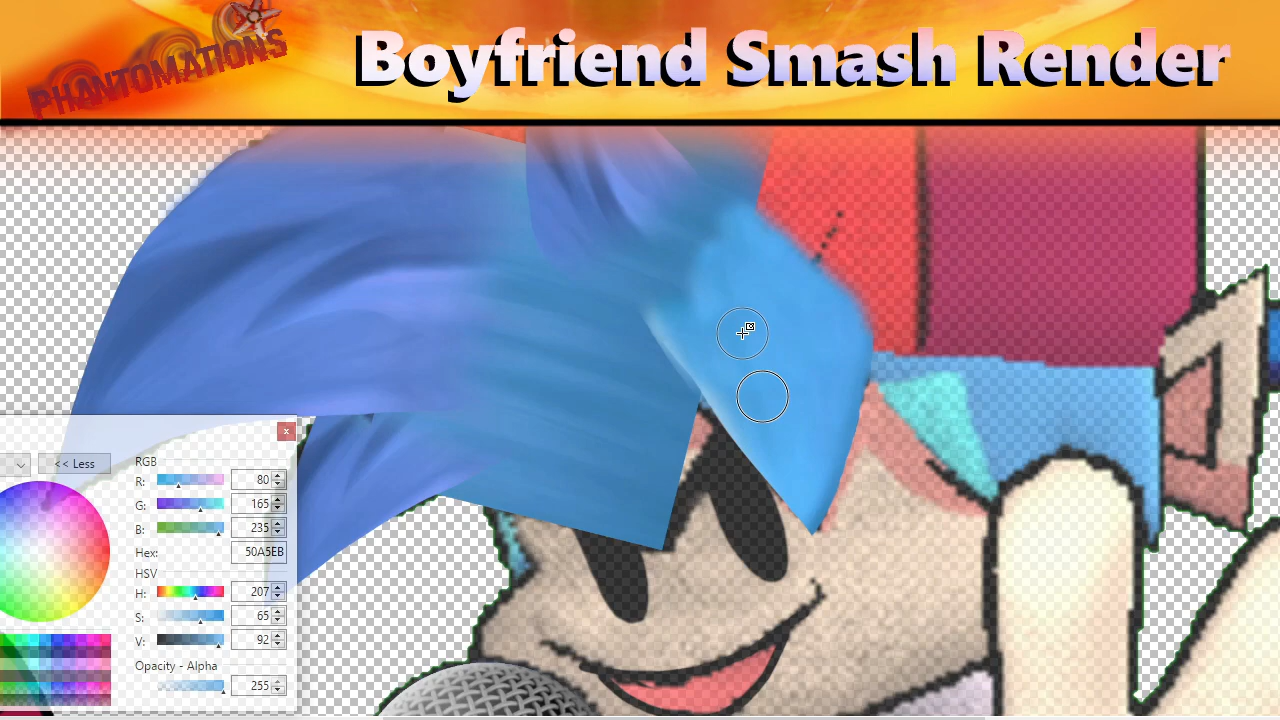 PHANTOMATIONS
Boyfriend Smash Render
x
<< Less
RGB
R: 80
G: 165
B: 235
Hex: 50A5EB
HSV
H: 207
S: 65
V: 92
Opacity - Alpha
255